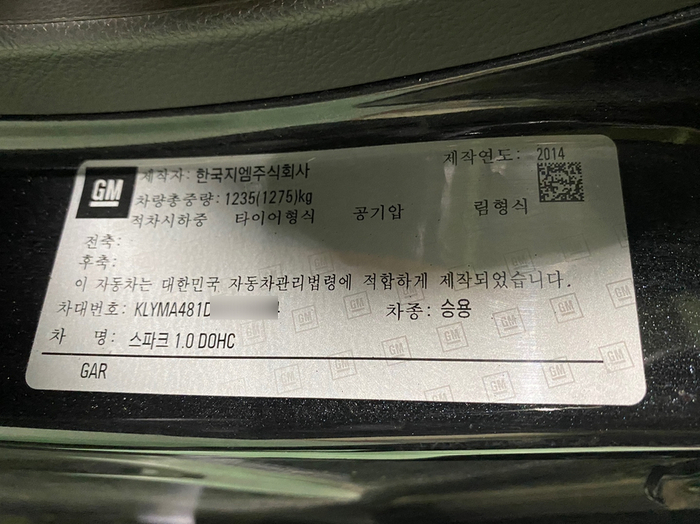 GM
제작자: 한국지엠주식회사 제작연도: 2014
차량총중량: 1235(1275)kg
적차시하중 타이어형식 공기압 림형식
전축:
후축:
이 자동차는 대한민국 자동차관리법령에 적합하게 제작되었습니다.
차대번호: KLYMA481D 차종: 승용
차 명: 스파크 1.0 DOHC
GAR